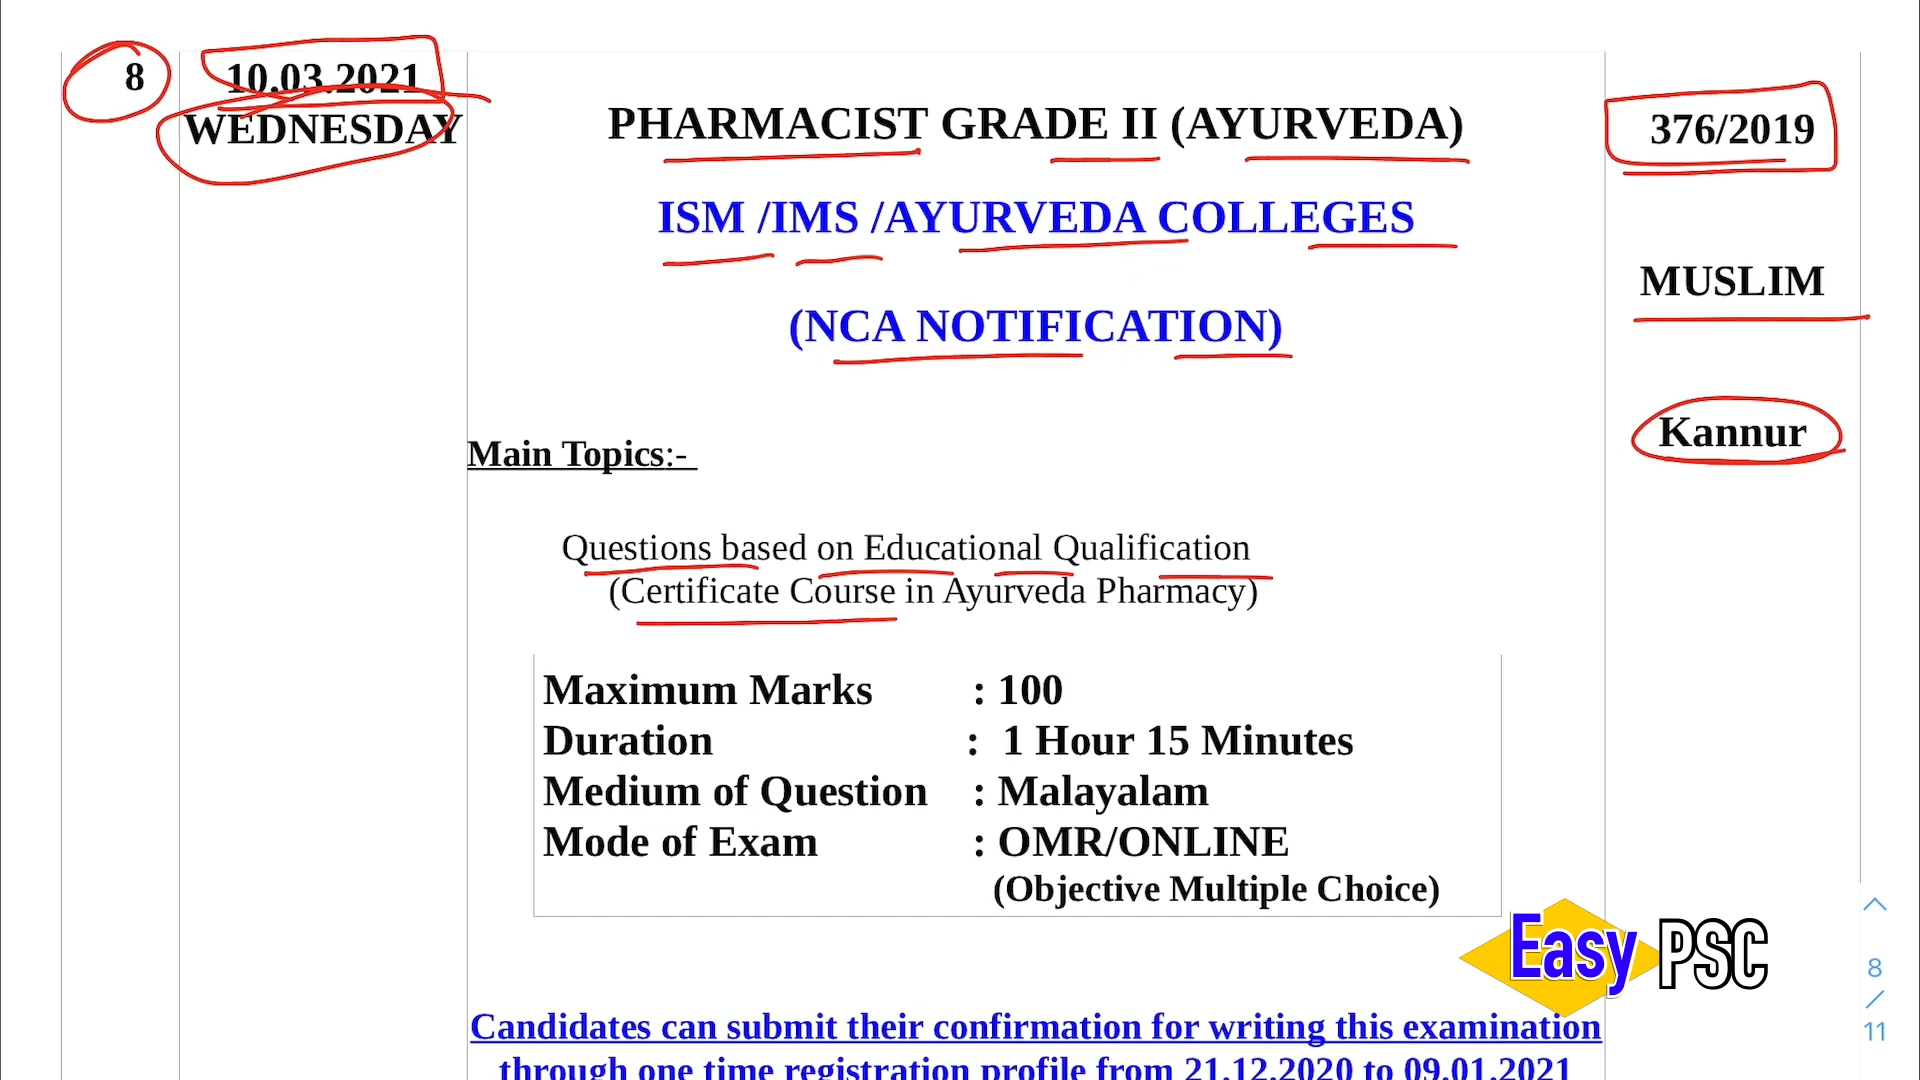 8
10.03.2021
WEDNESDAY
PHARMACIST GRADE II (AYURVEDA)
ISM /IMS /AYURVEDA COLLEGES
(NCA NOTIFICATION)
376/2019
MUSLIM
Kannur
Main Topics:-
Questions based on Educational Qualification
(Certificate Course in Ayurveda Pharmacy)
Maximum Marks : 100
Duration : 1 Hour 15 Minutes
Medium of Question : Malayalam
Mode of Exam : OMR/ONLINE
(Objective Multiple Choice)
Easy PSC
8
/
11
Candidates can submit their confirmation for writing this examination
through one time registration profile from 21.12.2020 to 09.01.2021